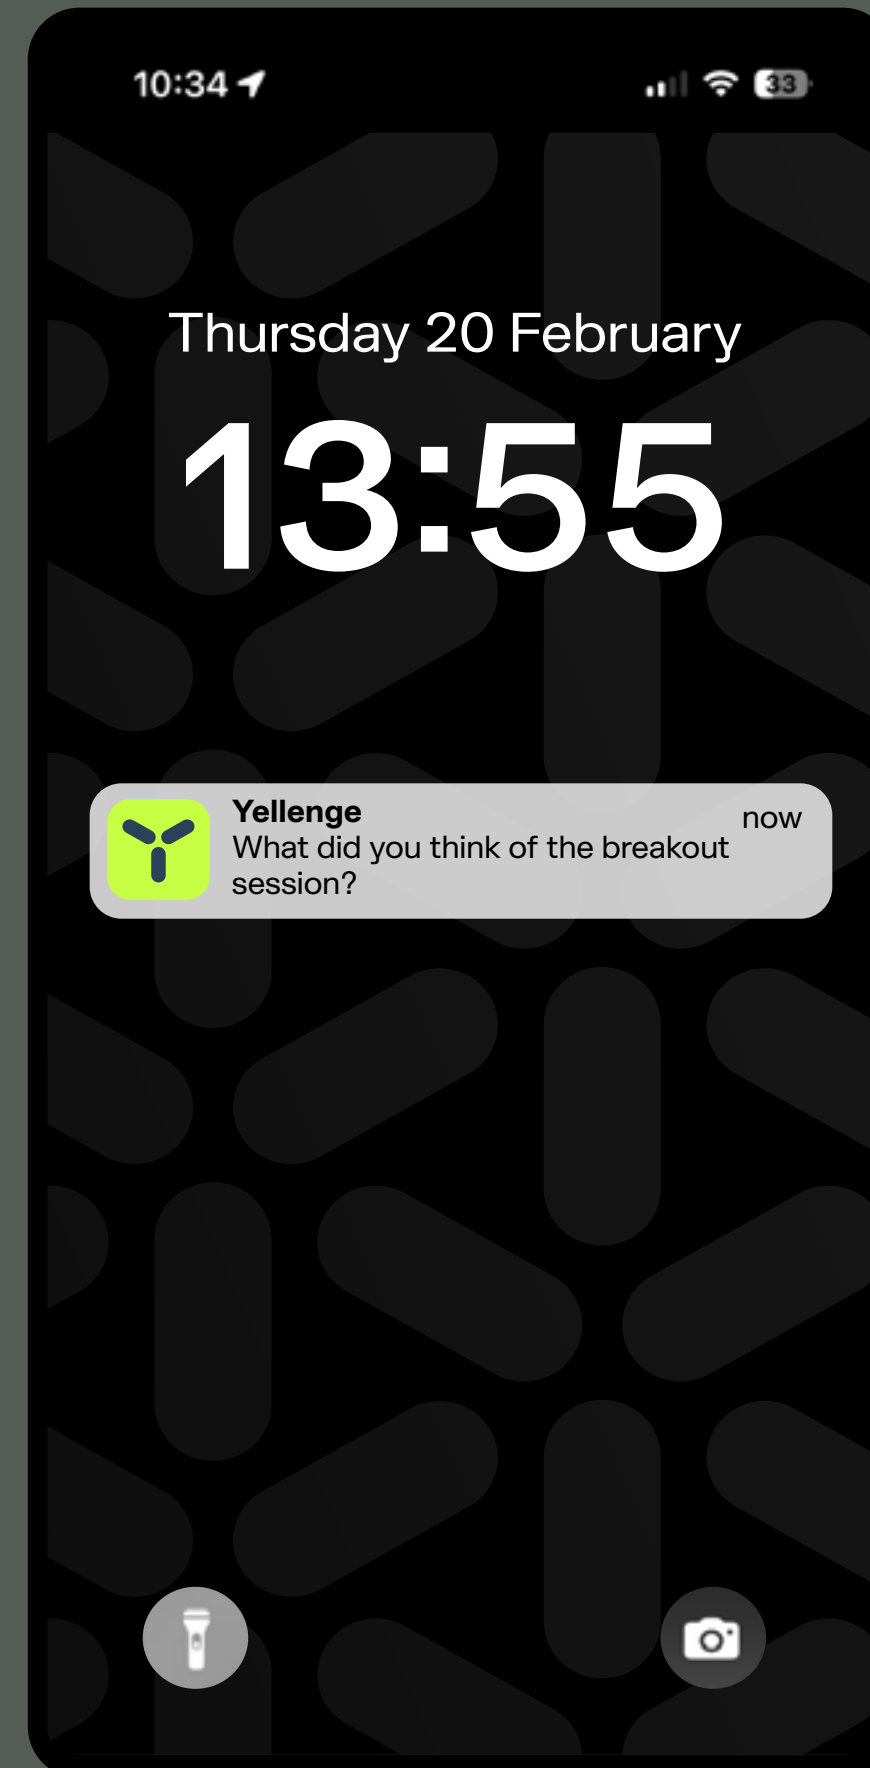 10:34
33
Thursday 20 February
13:55
Yellenge
now
What did you think of the breakout
session?